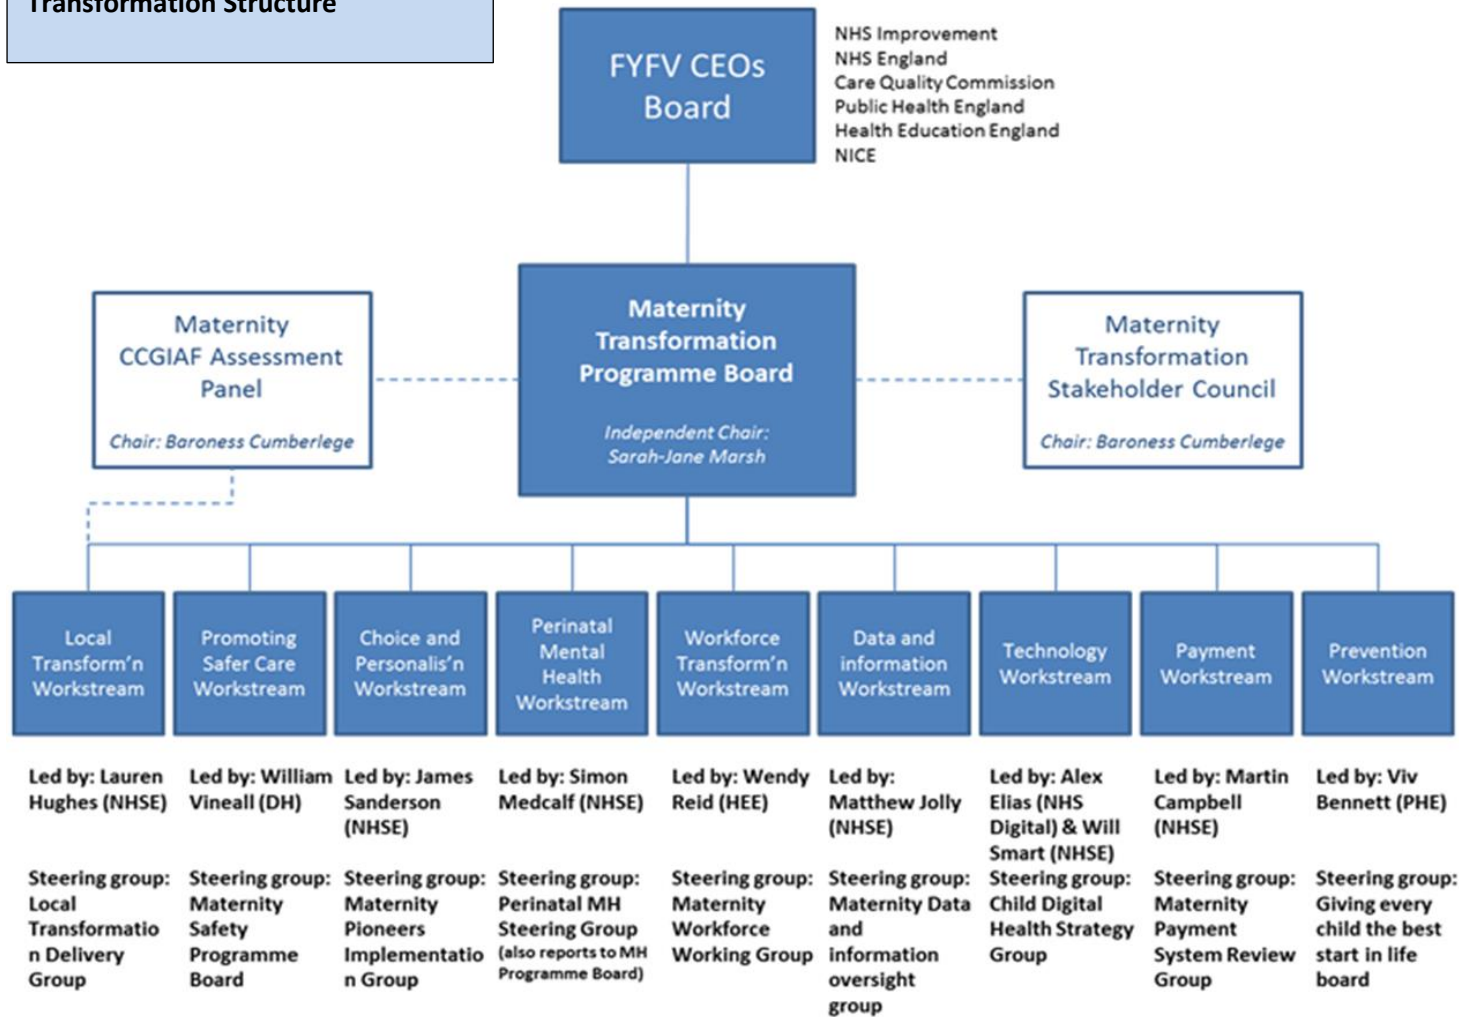 Transformation Structure
FYFV CEOs
Board
NHS Improvement
NHS England
Care Quality Commission
Public Health England
Health Education England
NICE
Maternity
CCGIAF Assessment
Panel
Chair: Baroness Cumberlege
Maternity
Transformation
Programme Board
Independent Chair:
Sarah-Jane Marsh
Maternity
Transformation
Stakeholder Council
Chair: Baroness Cumberlege
Local
Transform'n
Workstream
Promoting
Safer Care
Workstream
Choice and
Personalis'n
Workstream
Perinatal
Mental
Health
Workstream
Workforce
Transform'n
Workstream
Data and
information
Workstream
Technology
Workstream
Payment
Workstream
Prevention
Workstream
Led by: Lauren
Hughes (NHSE)
Led by: William
Vineall (DH)
Led by: James
Sanderson
(NHSE)
Led by: Simon
Medcalf (NHSE)
Led by: Wendy
Reid (HEE)
Led by:
Matthew Jolly
(NHSE)
Led by: Alex
Elias (NHS
Digital) & Will
Smart (NHSE)
Led by: Martin
Campbell
(NHSE)
Led by: Viv
Bennett (PHE)
Steering group:
Local
Transformatio
n Delivery
Group
Steering group:
Maternity
Safety
Programme
Board
Steering group:
Maternity
Pioneers
Implementatio
n Group
Steering group:
Perinatal MH
Steering Group
(also reports to MH
Programme Board)
Steering group:
Maternity
Workforce
Working Group
Steering group:
Maternity Data
and
information
oversight
group
Steering group:
Child Digital
Health Strategy
Group
Steering group:
Maternity
Payment
System Review
Group
Steering group:
Giving every
child the best
start in life
board